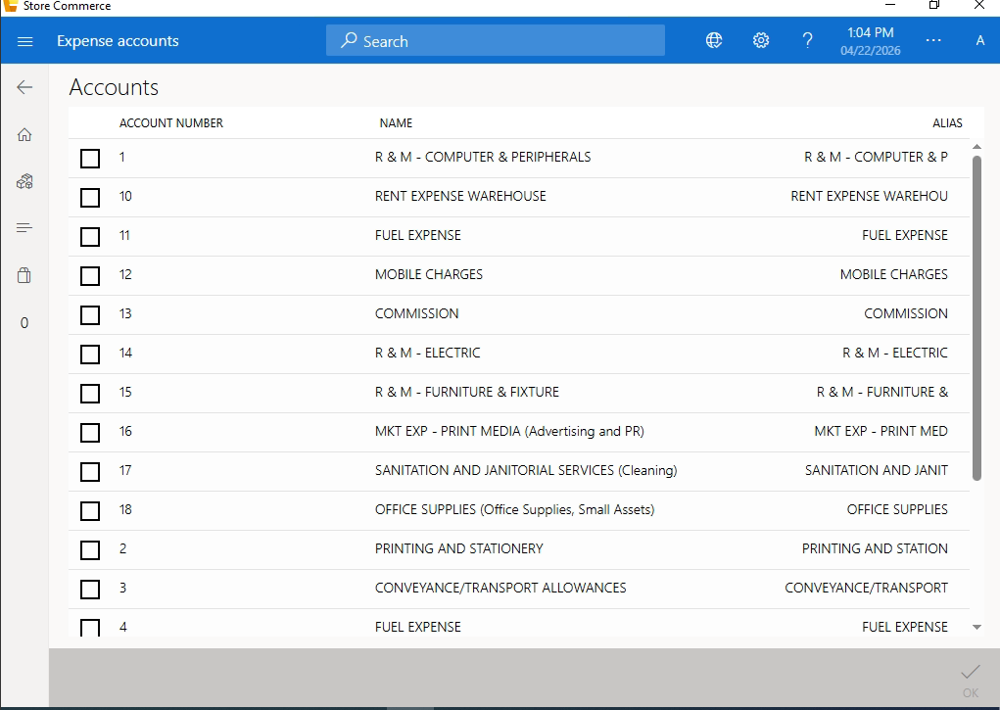 Store Commerce
Expense accounts
Search
?
1:04 PM
04/22/2026
...
A
Accounts
ACCOUNT NUMBER NAME ALIAS
1 R & M - COMPUTER & PERIPHERALS R & M - COMPUTER & P
10 RENT EXPENSE WAREHOUSE RENT EXPENSE WAREHOU
11 FUEL EXPENSE FUEL EXPENSE
12 MOBILE CHARGES MOBILE CHARGES
13 COMMISSION COMMISSION
14 R & M - ELECTRIC R & M - ELECTRIC
15 R & M - FURNITURE & FIXTURE R & M - FURNITURE &
16 MKT EXP - PRINT MEDIA (Advertising and PR) MKT EXP - PRINT MED
17 SANITATION AND JANITORIAL SERVICES (Cleaning) SANITATION AND JANIT
18 OFFICE SUPPLIES (Office Supplies, Small Assets) OFFICE SUPPLIES
2 PRINTING AND STATIONERY PRINTING AND STATION
3 CONVEYANCE/TRANSPORT ALLOWANCES CONVEYANCE/TRANSPORT
4 FUEL EXPENSE FUEL EXPENSE
0
OK